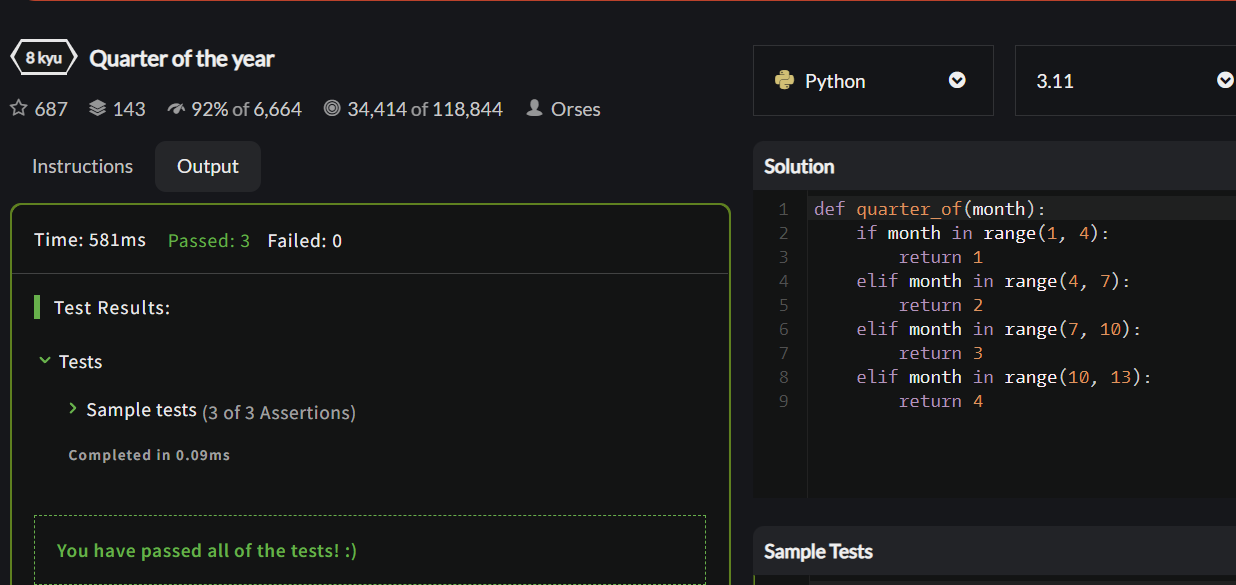 8 kyu Quarter of the year
687 143 92% of 6,664 34,414 of 118,844 Orses
Python 3.11
Instructions Output
Time: 581ms Passed: 3 Failed: 0
Test Results:
Tests
Sample tests (3 of 3 Assertions)
Completed in 0.09ms
You have passed all of the tests! :)
Solution
1 def quarter_of(month):
2     if month in range(1, 4):
3         return 1
4     elif month in range(4, 7):
5         return 2
6     elif month in range(7, 10):
7         return 3
8     elif month in range(10, 13):
9         return 4
Sample Tests